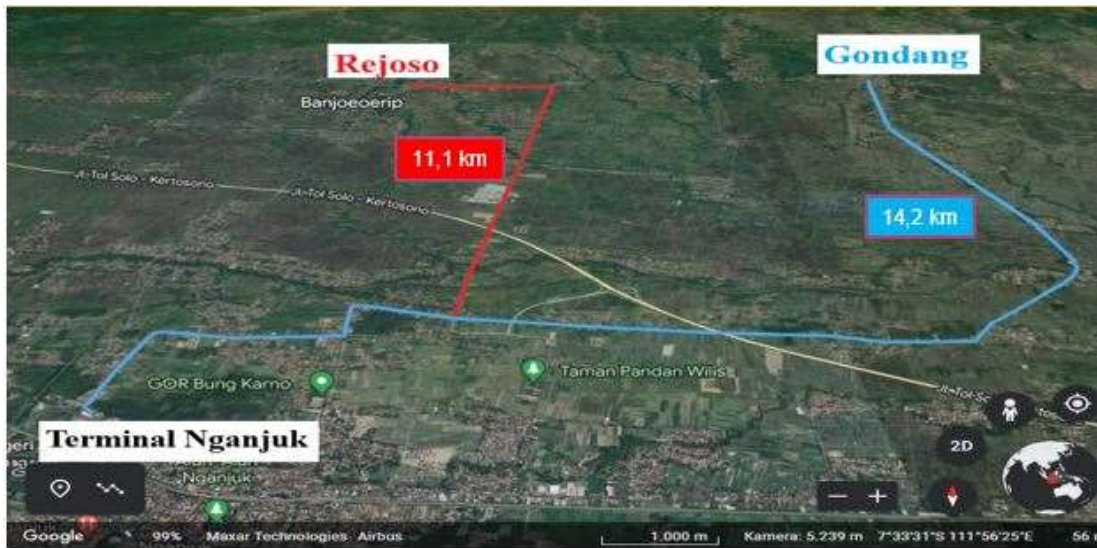 Rejoso
Gondang
Banjoeoerip
11,1 km
Jl-Tol Solo - Kertosono
Jl-Tol Solo - Kertosono
14,2 km
GOR Bung Karno
Taman Pandan Wilis
Terminal Nganjuk
2D
Nganjuk
Google
99%
Maxar Technologies Airbus
1.000 m
Kamera: 5.239 m
7°33'31"S 111°56'25"E